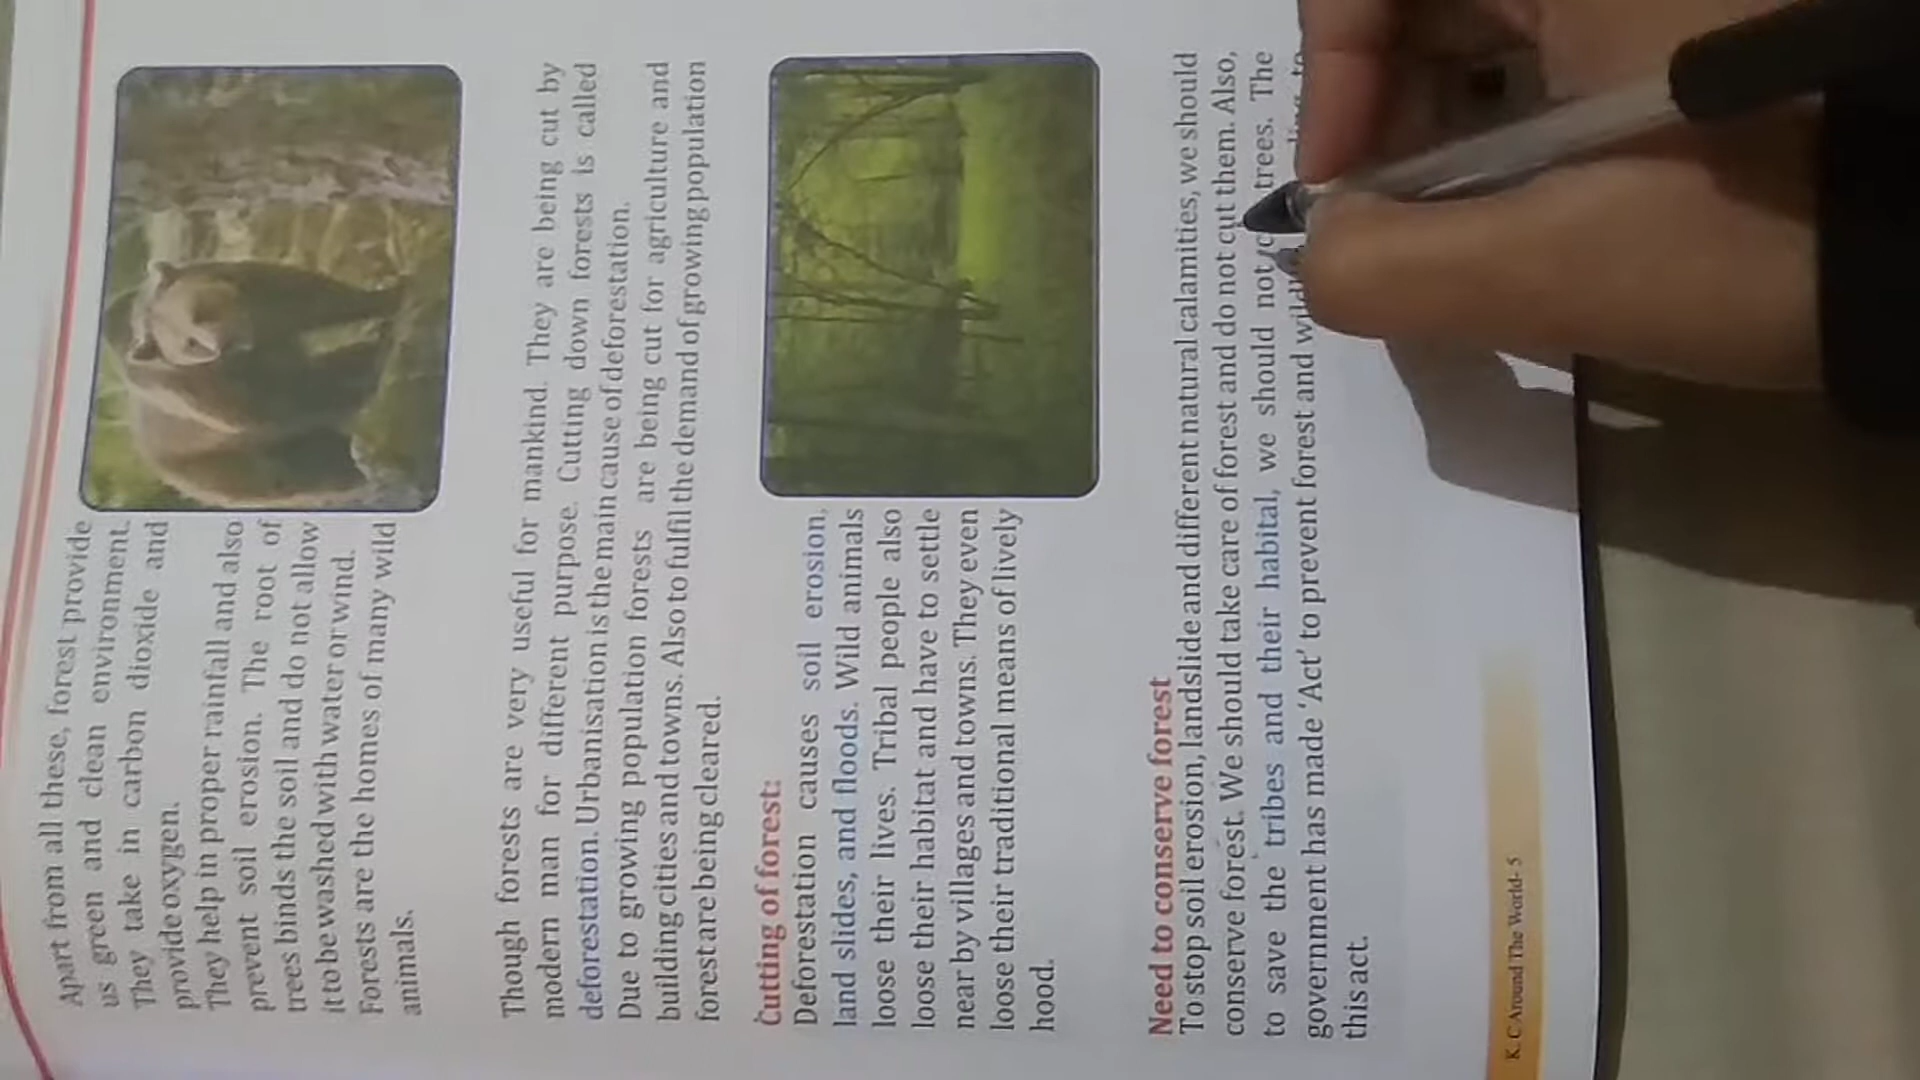 Apart from all these, forest provide
us green and clean environment.
They take in carbon dioxide and
provide oxygen.
They help in proper rainfall and also
prevent soil erosion. The root of
trees binds the soil and do not allow
it to be washed with water or wind.
Forests are the homes of many wild
animals.
Though forests are very useful for mankind. They are being cut by
modern man for different purpose. Cutting down forests is called
deforestation. Urbanisation is the main cause of deforestation.
Due to growing population forests are being cut for agriculture and
building cities and towns. Also to fulfil the demand of growing population
forest are being cleared.
Cutting of forest:
Deforestation causes soil erosion,
land slides, and floods. Wild animals
loose their lives. Tribal people also
loose their habitat and have to settle
near by villages and towns. They even
loose their traditional means of lively
hood.
Need to conserve forest
To stop soil erosion, landslide and different natural calamities, we should
conserve forest. We should take care of forest and do not cut them. Also,
to save the tribes and their habital, we should not trees. The
government has made 'Act' to prevent forest and to
this act.
K. C Around The World- 5